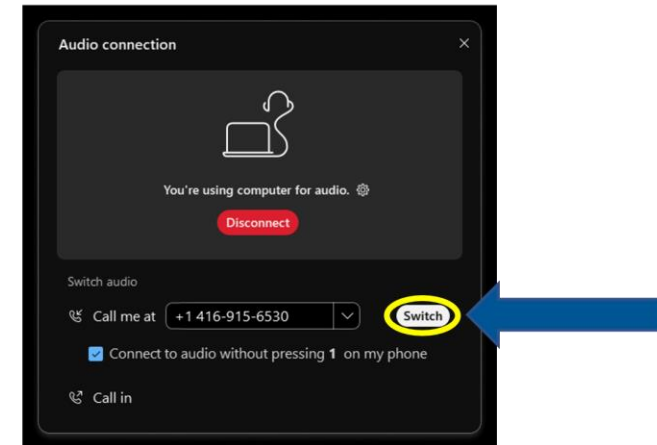 Audio connection
You're using computer for audio.
Disconnect
Switch audio
Call me at +1 416-915-6530 Switch
Connect to audio without pressing 1 on my phone
Call in